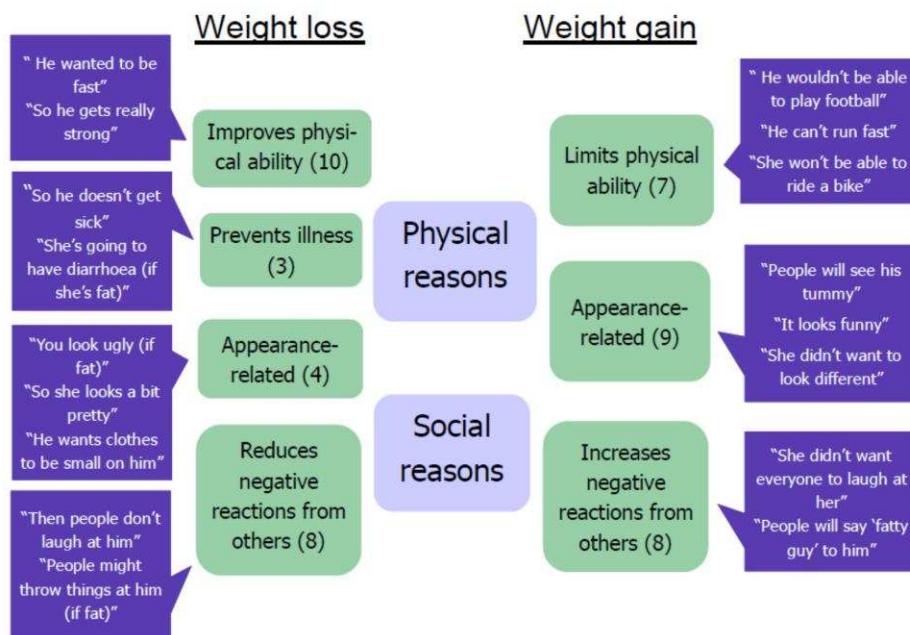 Weight loss
Weight gain
“ He wanted to be
fast”
“So he gets really
strong”
Improves physi-
cal ability (10)
“So he doesn’t get
sick”
“She’s going to
have diarrhoea (if
she’s fat)”
Prevents illness
(3)
“You look ugly (if
fat)”
“So she looks a bit
pretty”
“He wants clothes
to be small on him”
Appearance-
related (4)
“Then people don’t
laugh at him”
“People might
throw things at him
(if fat)”
Reduces
negative
reactions from
others (8)
Physical
reasons
Social
reasons
Limits physical
ability (7)
“ He wouldn’t be able
to play football”
“He can’t run fast”
“She won’t be able to
ride a bike”
Appearance-
related (9)
“People will see his
tummy”
“It looks funny”
“She didn’t want to
look different”
Increases
negative
reactions from
others (8)
“She didn’t want
everyone to laugh at
her”
“People will say ‘fatty
guy’ to him”